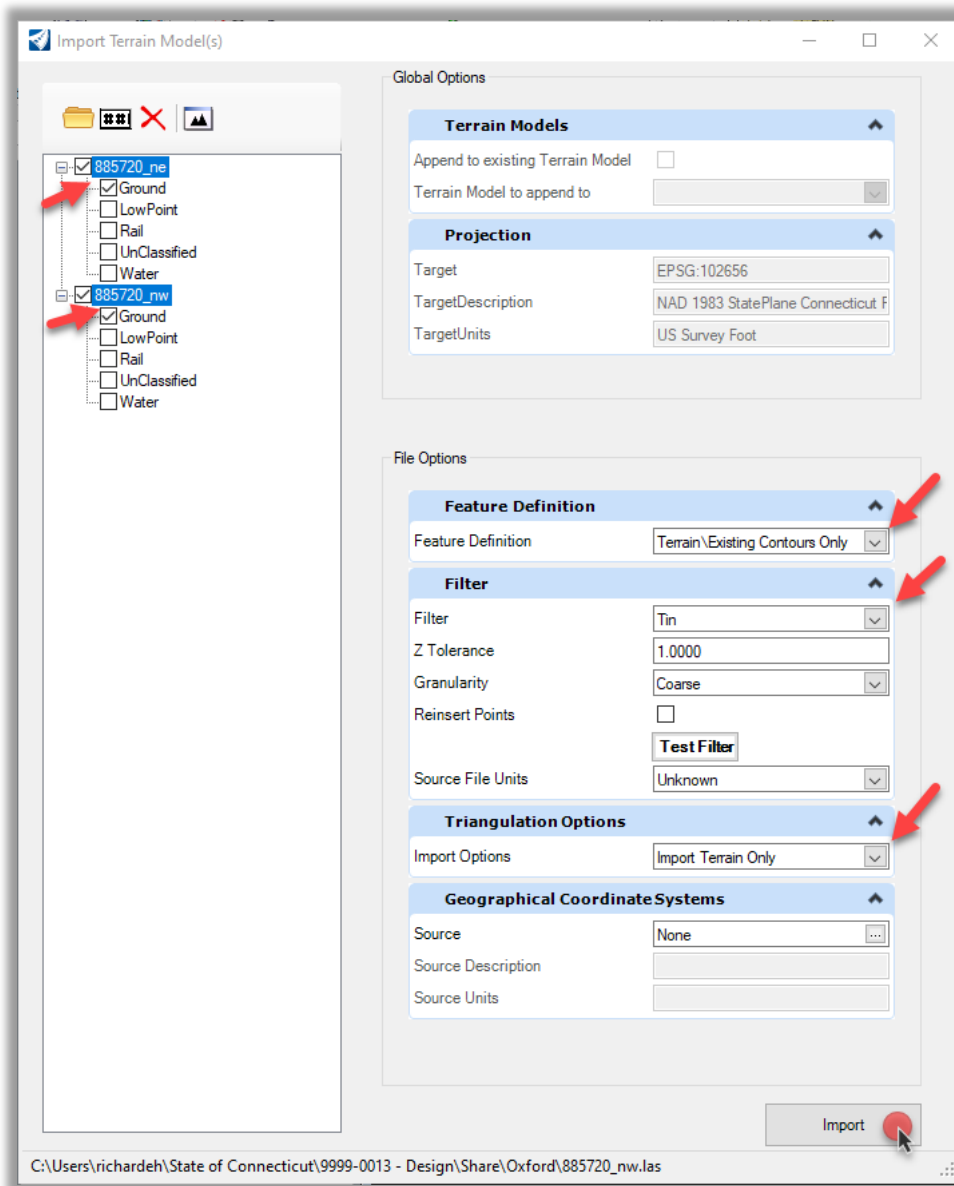 Import Terrain Model(s)
##
Global Options
Terrain Models
Append to existing Terrain Model
Terrain Model to append to
Projection
Target EPSG:102656
TargetDescription NAD 1983 StatePlane Connecticut F
TargetUnits US Survey Foot
885720_ne
Ground
LowPoint
Rail
UnClassified
Water
885720_nw
Ground
LowPoint
Rail
UnClassified
Water
File Options
Feature Definition
Feature Definition Terrain\Existing Contours Only
Filter
Filter Tin
Z Tolerance 1.0000
Granularity Coarse
Reinsert Points
Test Filter
Source File Units Unknown
Triangulation Options
Import Options Import Terrain Only
Geographical Coordinate Systems
Source None ...
Source Description
Source Units
Import
C:\Users\richardeh\State of Connecticut\9999-0013 - Design\Share\Oxford\885720_nw.las